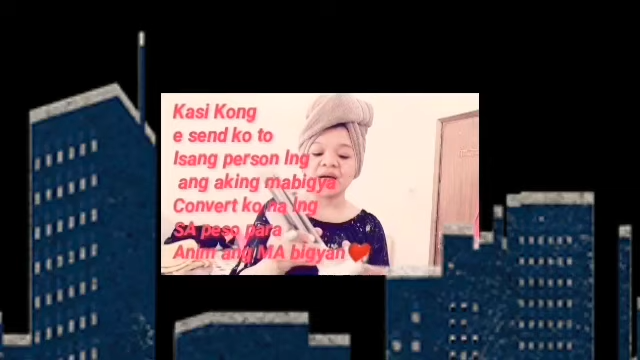 Kasi Kong
e send ko to
Isang person lng
ang aking mabigya
Convert ko na lng
SA peso para
Anim ang MA bigyan